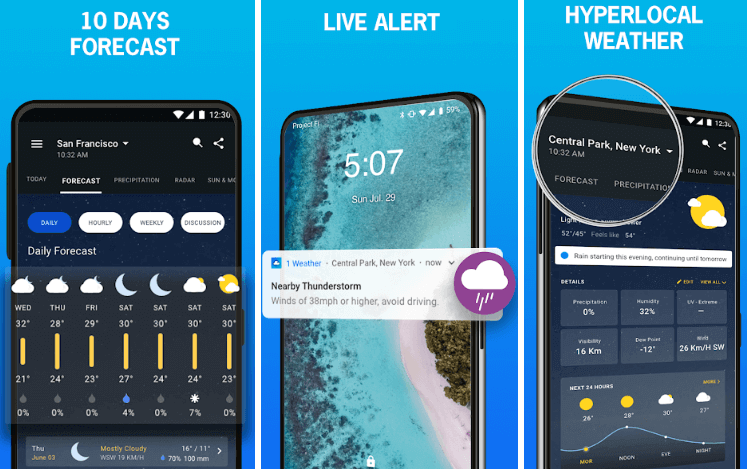 10 DAYS
FORECAST
12:30
San Francisco
10:32 AM
TODAY FORECAST PRECIPITATION RADAR SUN & MO
DAILY HOURLY WEEKLY DISCUSSION
Daily Forecast
WED THU FRI SAT SAT SAT SAT
32° 28° 29° 30° 30° 30° 30°
21° 24° 23° 27° 24° 24° 23°
0% 0% 0% 4% 0% 7% 0%
Thu
June 03
Mostly Cloudy
WSW 19 KM/H
16° / 11°
70% 100 mm
LIVE ALERT
Project Fi
59%
5:07
Sun, Jul. 29
1 Weather · Central Park, New York · now
Nearby Thunderstorm
Winds of 38mph or higher, avoid driving.
HYPERLOCAL
WEATHER
12:30
Central Park, New York
10:32 AM
FORECAST PRECIPITATION RADAR SUN &
Light
52°/45° Feels like 54°
Rain starting this evening, continuing until tomorrow
DETAILS EDIT VIEW ALL
Precipitation
0%
Humidity
32%
UV - Extreme
—
Visibility
16 Km
Dew Point
-12°
Wind
26 Km/H SW
NEXT 24 HOURS MORE >
26° 28° 30° 27°
MOR NOON EVE NIGHT